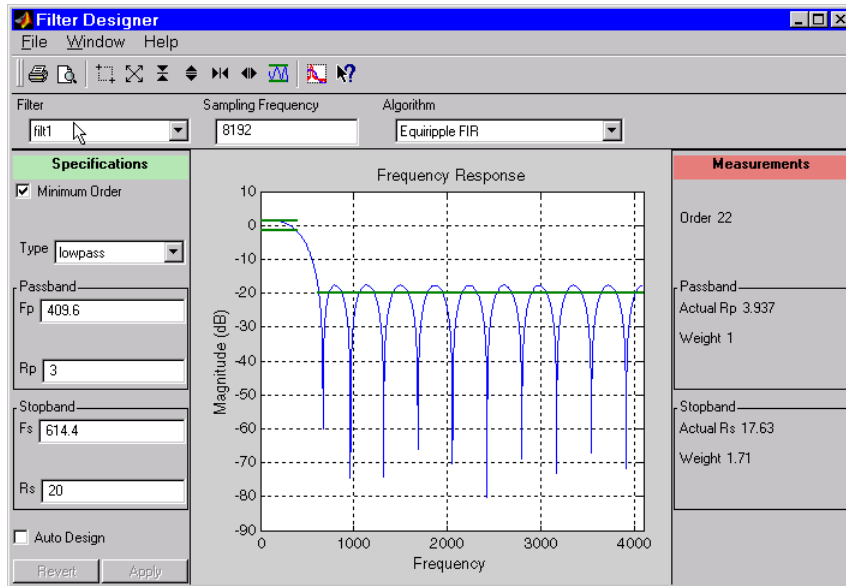 Filter Designer
File Window Help
Filter
filt1
Sampling Frequency
8192
Algorithm
Equiripple FIR
Specifications
Minimum Order
Type lowpass
Passband
Fp 409.6
Rp 3
Stopband
Fs 614.4
Rs 20
Auto Design
Revert Apply
Frequency Response
Magnitude (dB)
10
0
-10
-20
-30
-40
-50
-60
-70
-80
-90
0 1000 2000 3000 4000
Frequency
Measurements
Order 22
Passband
Actual Rp 3.937
Weight 1
Stopband
Actual Rs 17.63
Weight 1.71